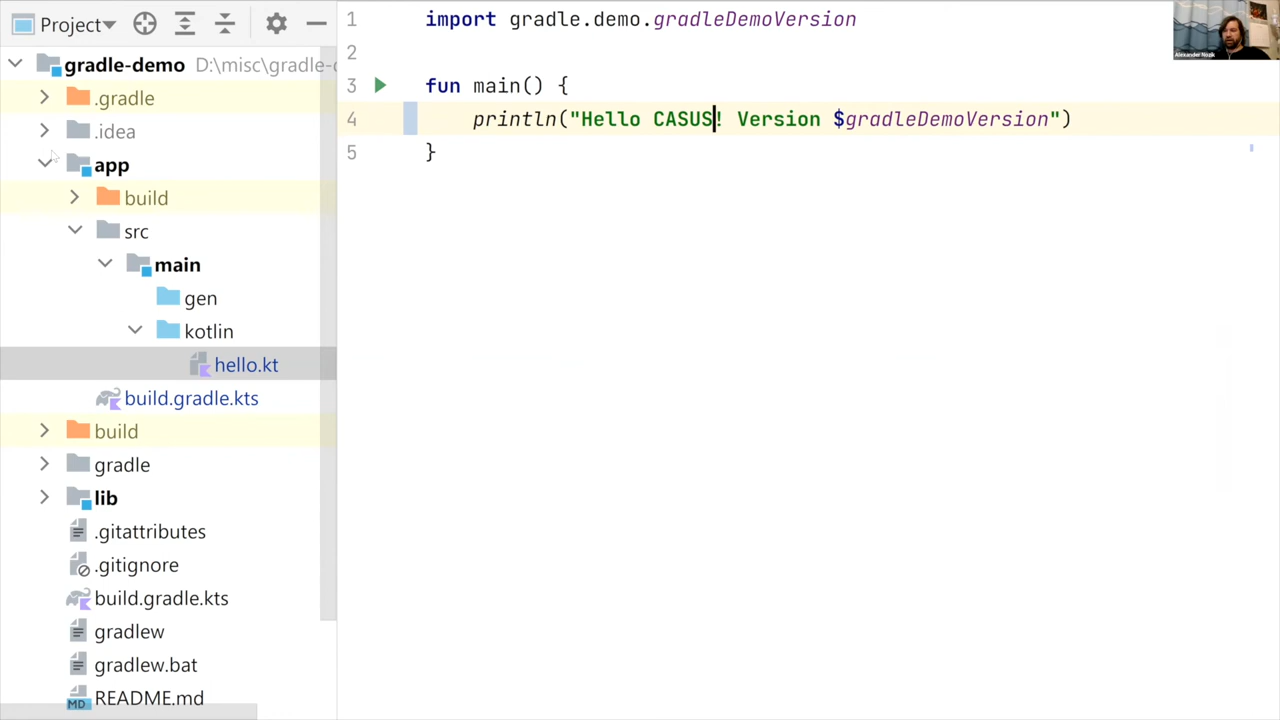 Project
gradle-demo D:\misc\gradle-d
.gradle
.idea
app
build
src
main
gen
kotlin
hello.kt
build.gradle.kts
build
gradle
lib
.gitattributes
.gitignore
build.gradle.kts
gradlew
gradlew.bat
MD README.md
1 import gradle.demo.gradleDemoVersion
2
3 fun main() {
4 println("Hello CASUS! Version $gradleDemoVersion")
5 }
Alexander Nozik